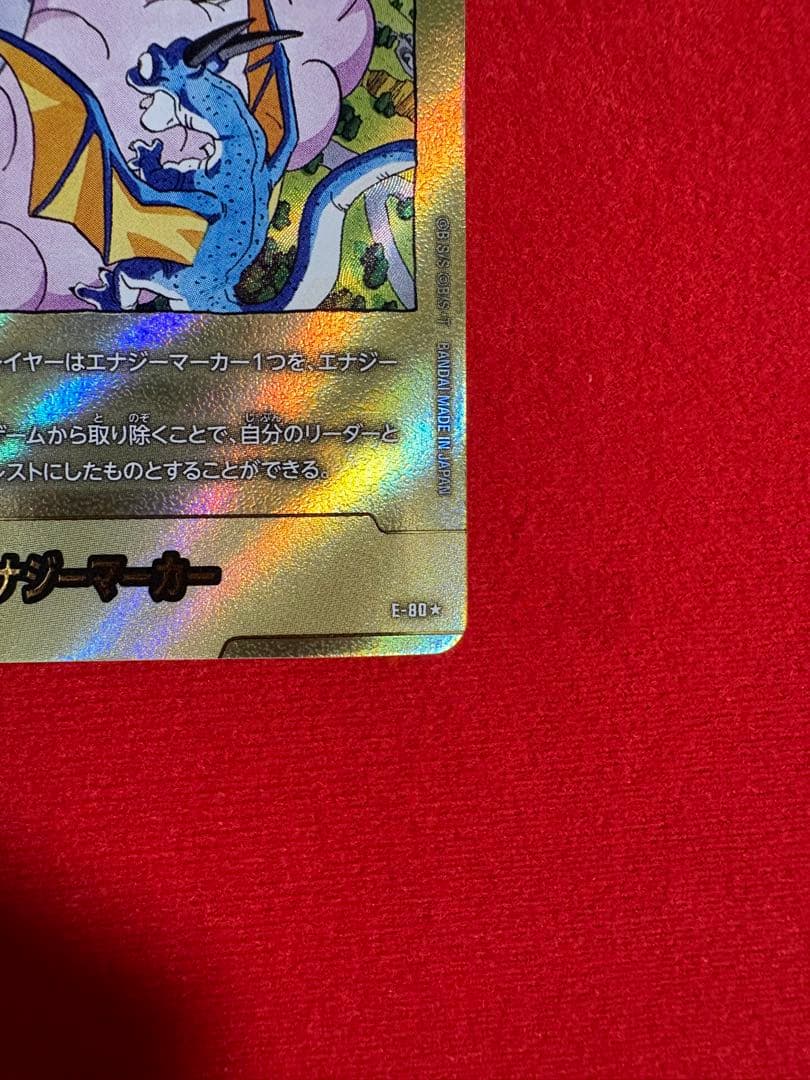 イヤーはエナジーマーカー1つを、エナジー
ームから取り除くことで、自分のリーダーと
レストにしたものとすることができる。
ナジーマーカー
E-80★
©B.S./S ©B/S・T BANDAI MADE IN JAPAN